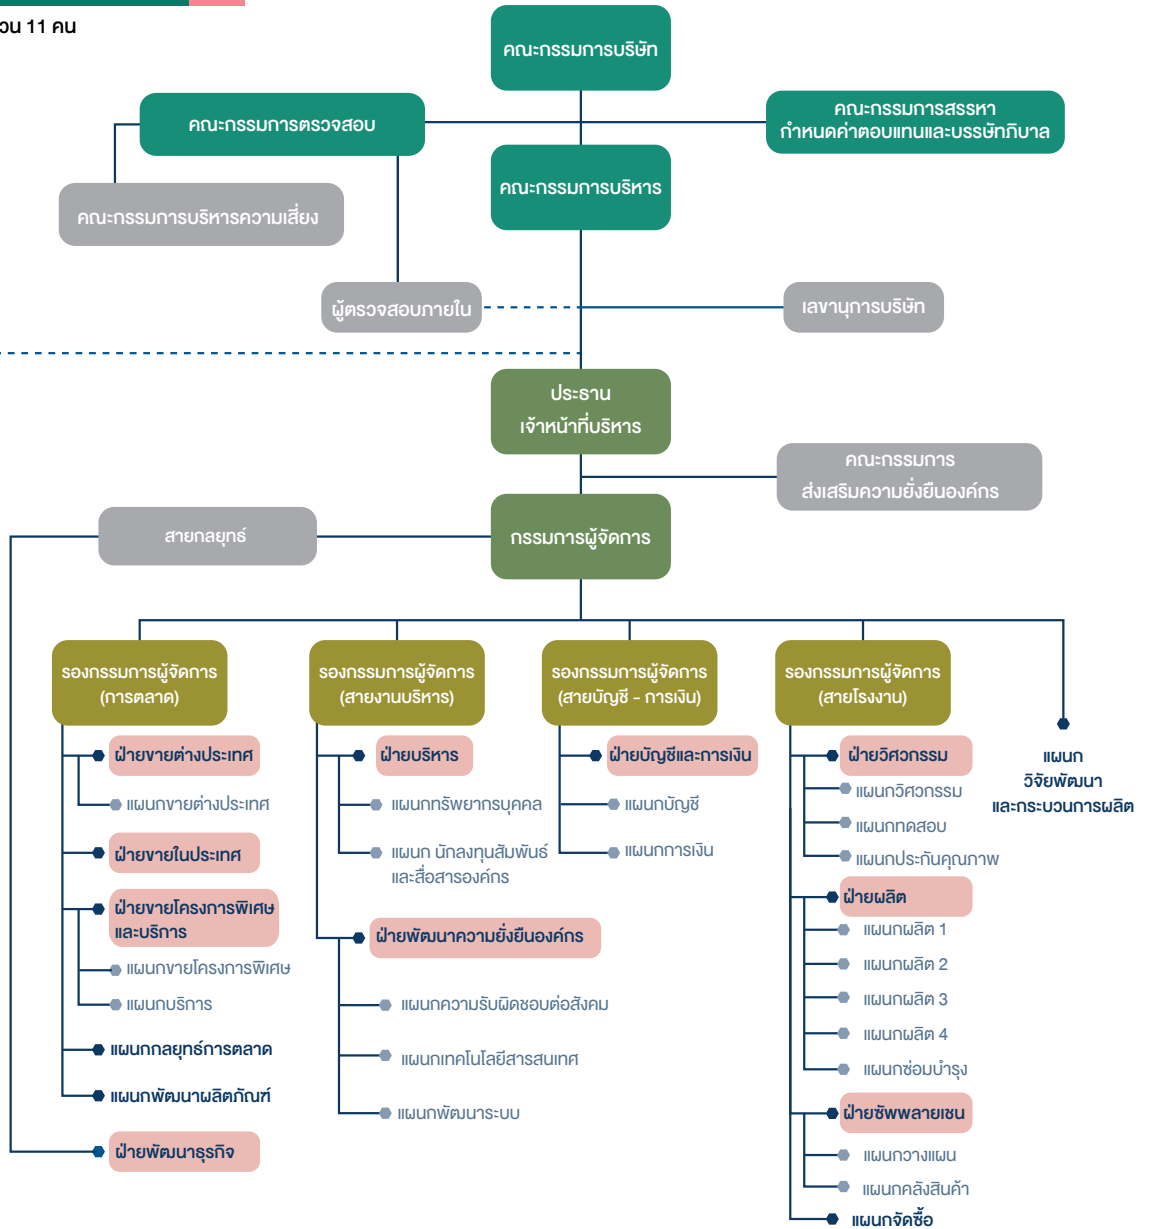 วน 11 คน
คณะกรรมการบริษัท
คณะกรรมการตรวจสอบ
คณะกรรมการสรรหา
กำหนดค่าตอบแทนและบรรษัทภิบาล
คณะกรรมการบริหาร
คณะกรรมการบริหารความเสี่ยง
ผู้ตรวจสอบภายใน
เลขานุการบริษัท
ประธาน
เจ้าหน้าที่บริหาร
คณะกรรมการ
ส่งเสริมความยั่งยืนองค์กร
สายกลยุทธ์
กรรมการผู้จัดการ
รองกรรมการผู้จัดการ
(การตลาด)
ฝ่ายขายต่างประเทศ
แผนกขายต่างประเทศ
ฝ่ายขายในประเทศ
ฝ่ายขายโครงการพิเศษ
และบริการ
แผนกขายโครงการพิเศษ
แผนกบริการ
แผนกกลยุทธ์การตลาด
แผนกพัฒนาผลิตภัณฑ์
ฝ่ายพัฒนาธุรกิจ
รองกรรมการผู้จัดการ
(สายงานบริหาร)
ฝ่ายบริหาร
แผนกทรัพยากรบุคคล
แผนก นักลงทุนสัมพันธ์
และสื่อสารองค์กร
ฝ่ายพัฒนาความยั่งยืนองค์กร
แผนกความรับผิดชอบต่อสังคม
แผนกเทคโนโลยีสารสนเทศ
แผนกพัฒนาระบบ
รองกรรมการผู้จัดการ
(สายบัญชี - การเงิน)
ฝ่ายบัญชีและการเงิน
แผนกบัญชี
แผนกการเงิน
รองกรรมการผู้จัดการ
(สายโรงงาน)
ฝ่ายวิศวกรรม
แผนกวิศวกรรม
แผนกทดสอบ
แผนกประกันคุณภาพ
ฝ่ายผลิต
แผนกผลิต 1
แผนกผลิต 2
แผนกผลิต 3
แผนกผลิต 4
แผนกซ่อมบำรุง
ฝ่ายซัพพลายเชน
แผนกวางแผน
แผนกคลังสินค้า
แผนกจัดซื้อ
แผนก
วิจัยพัฒนา
และกระบวนการผลิต